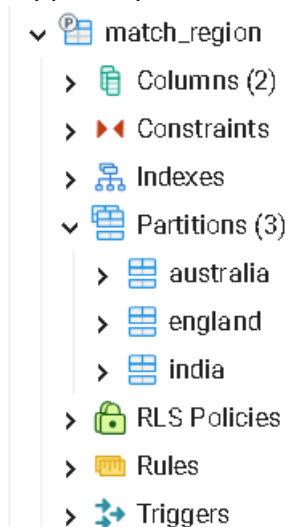 match_region
Columns (2)
Constraints
Indexes
Partitions (3)
australia
england
india
RLS Policies
Rules
Triggers